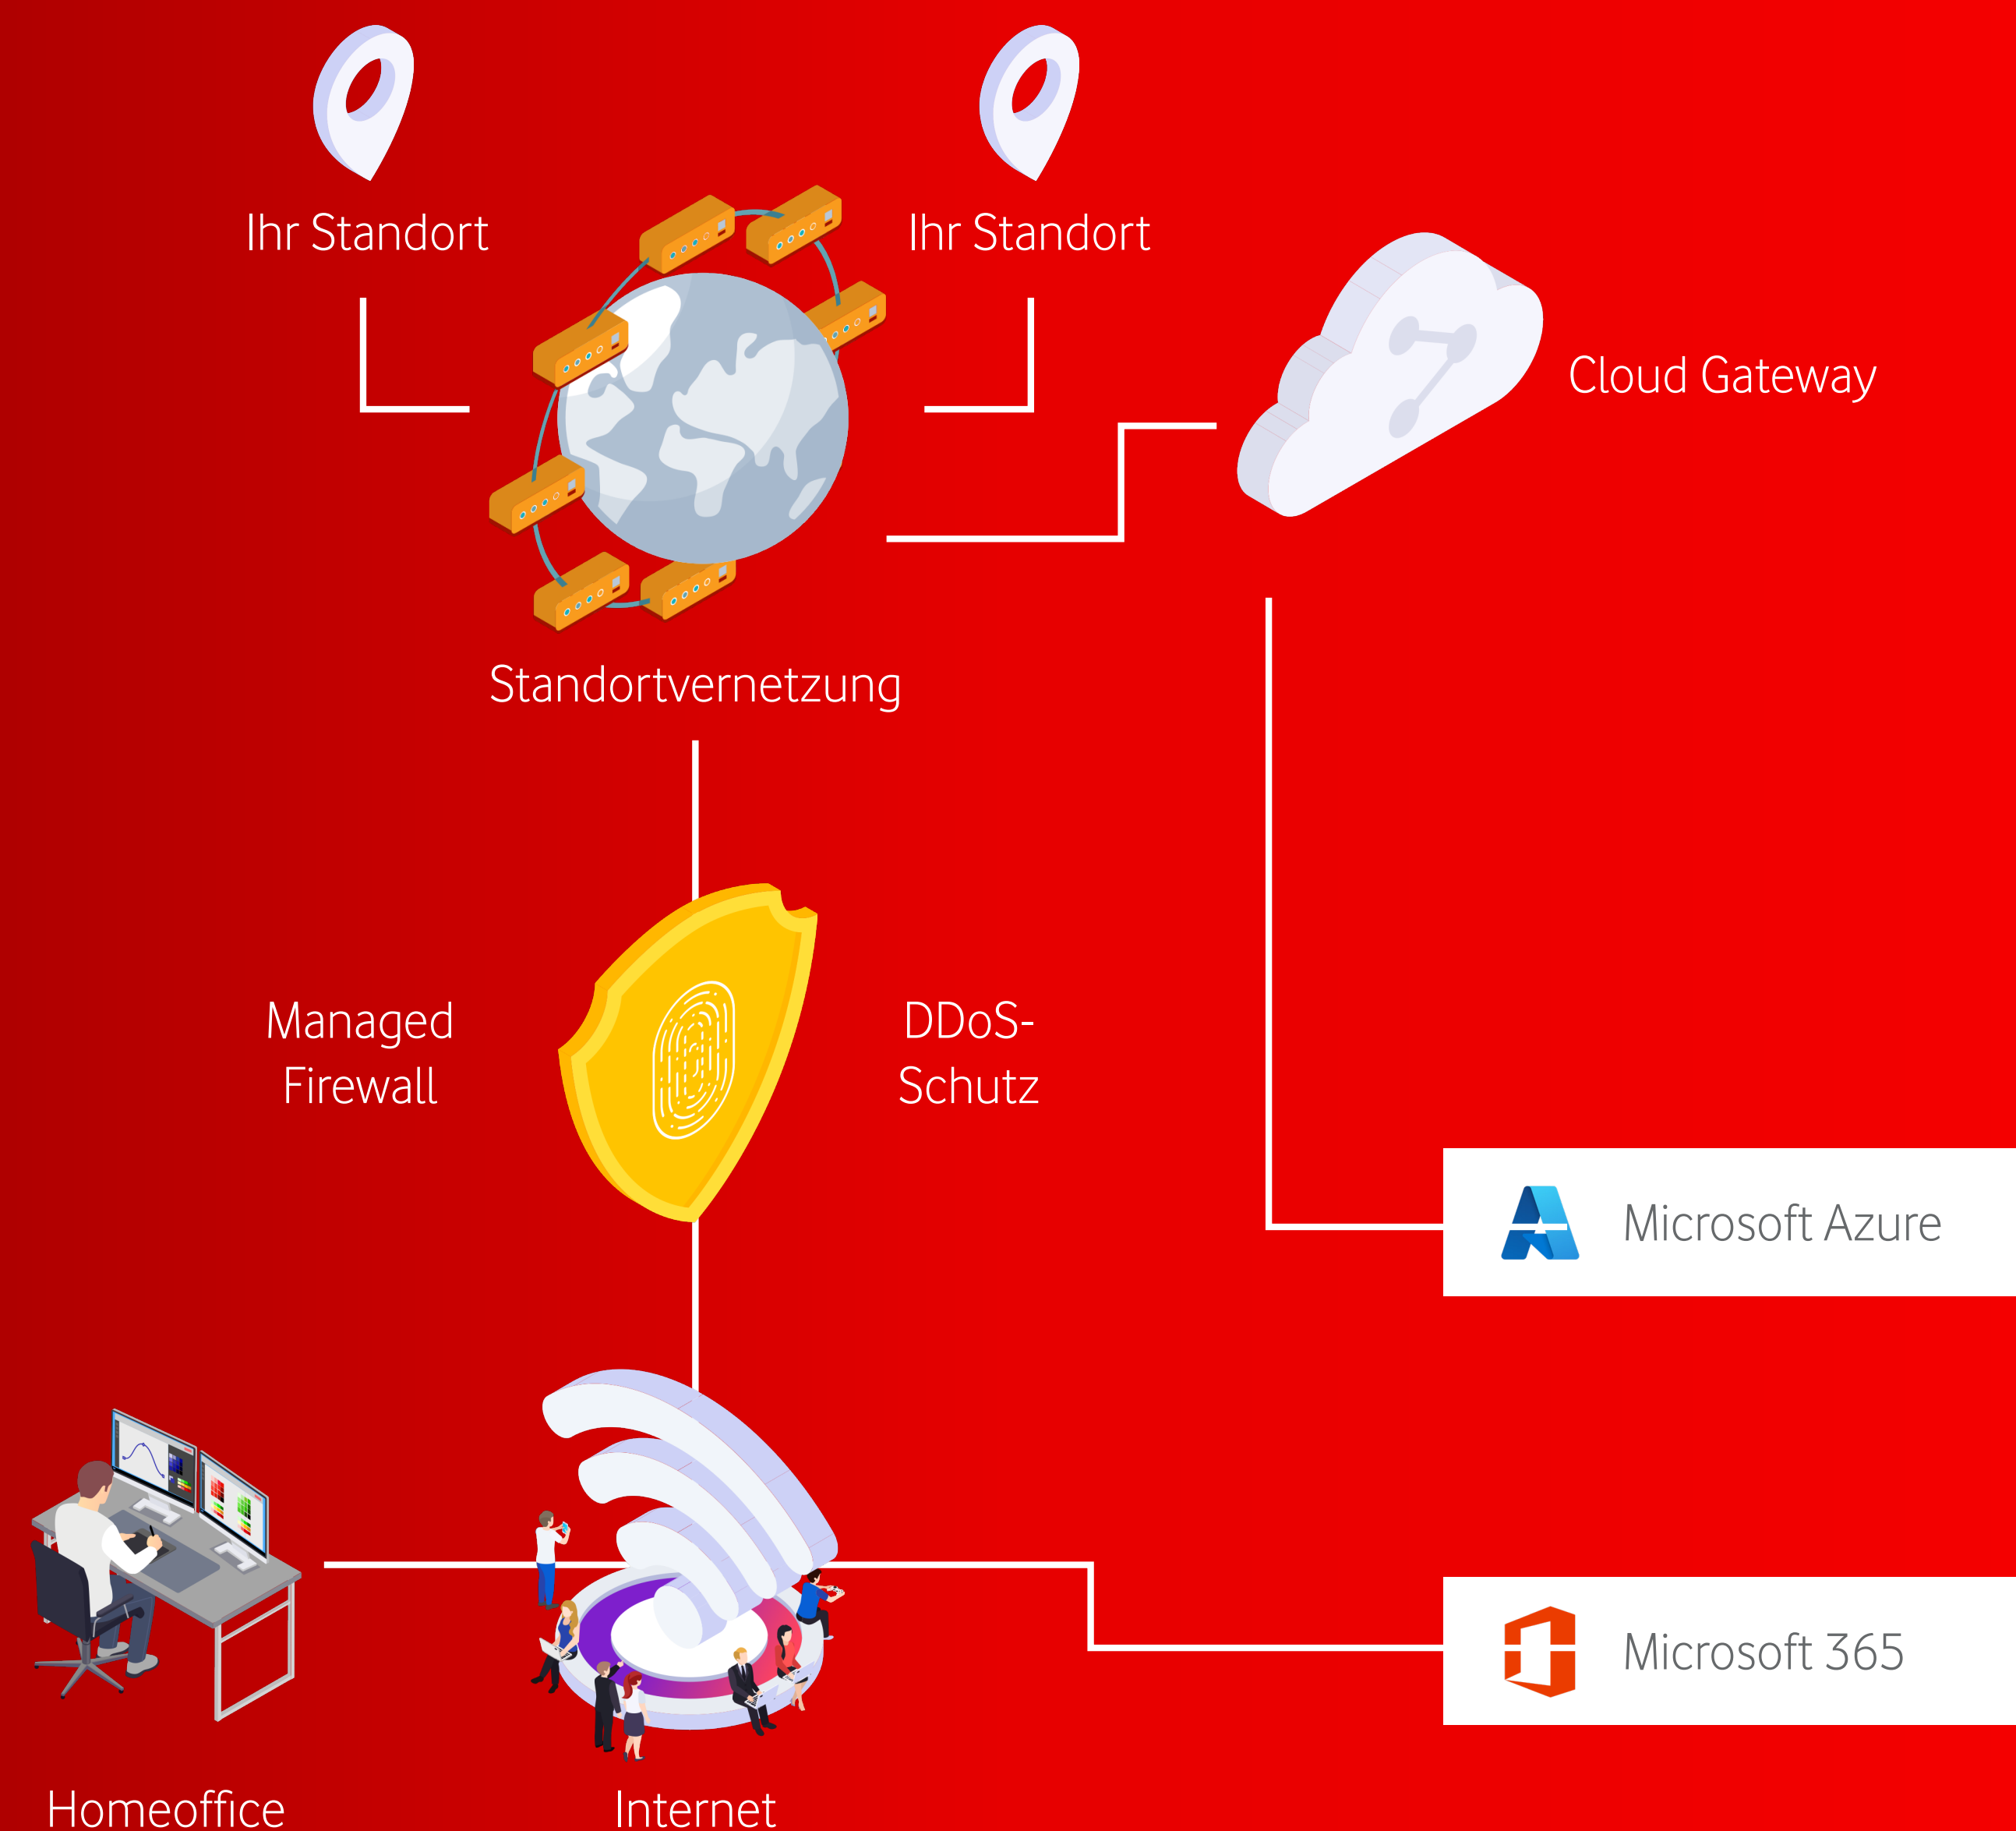 Ihr Standort
Ihr Standort
Cloud Gateway
Standortvernetzung
Managed
Firewall
DDoS-
Schutz
Microsoft Azure
Microsoft 365
Homeoffice
Internet